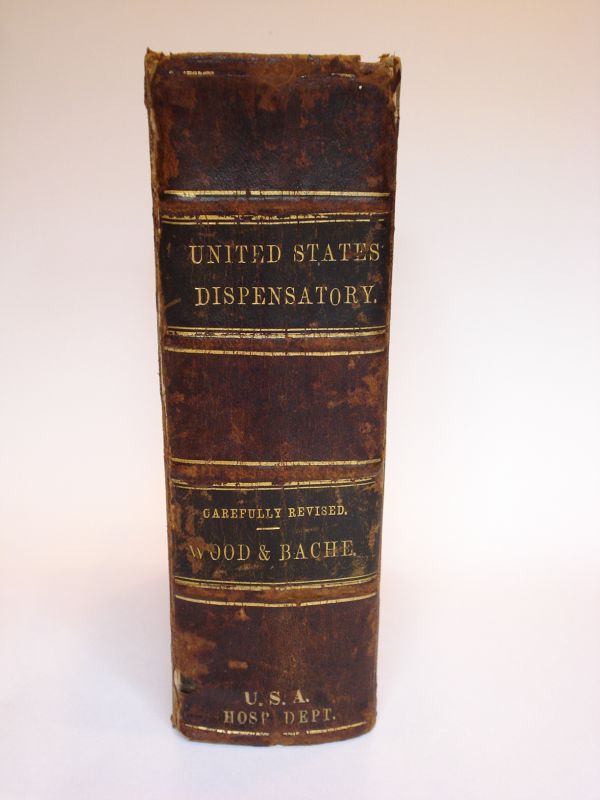 UNITED STATES
DISPENSATORY.
CAREFULLY REVISED.
WOOD & BACHE.
U. S. A.
HOSP DEPT.